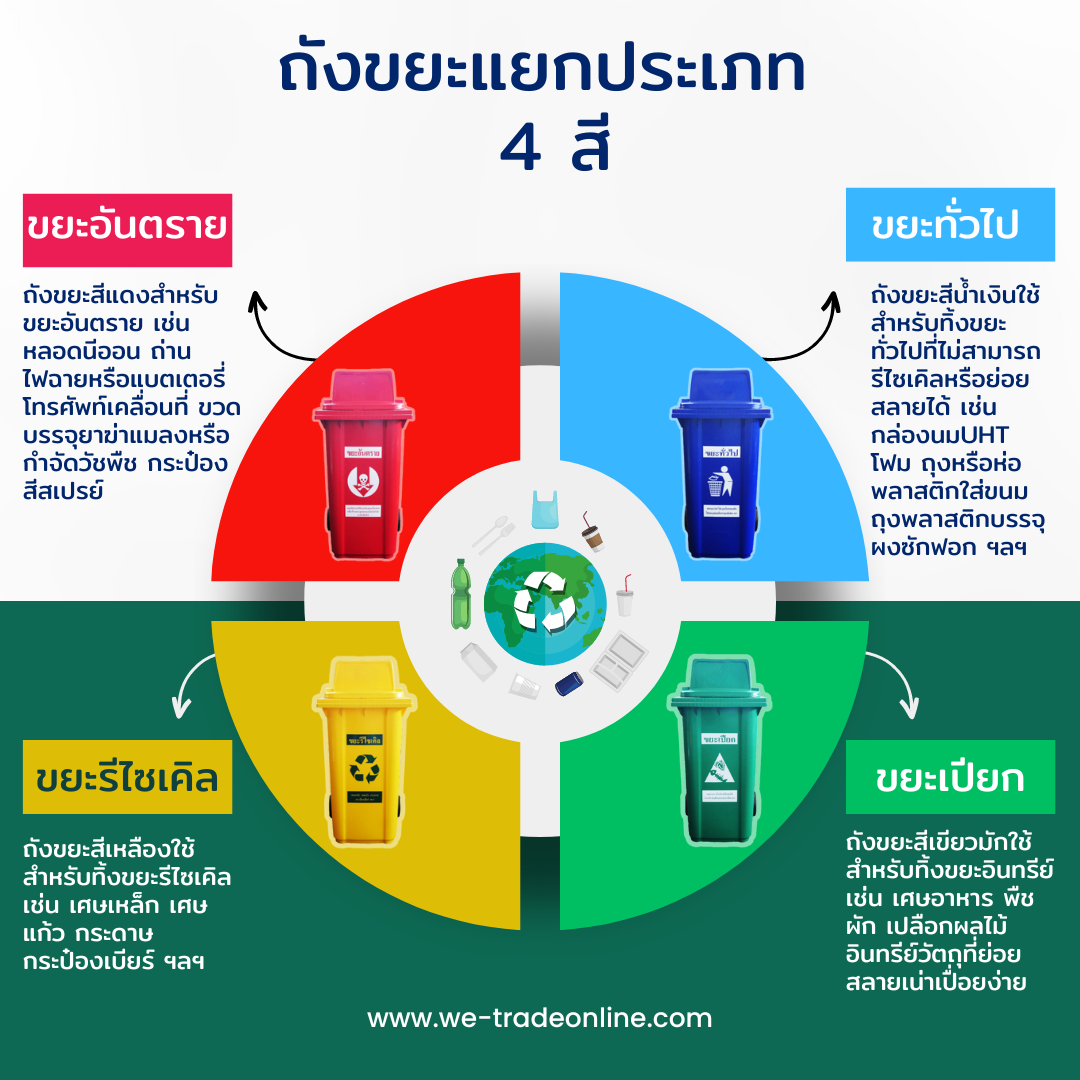 ถังขยะแยกประเภท
4 สี
ขยะอันตราย
ถังขยะสีแดงสำหรับ
ขยะอันตราย เช่น
หลอดนีออน ถ่าน
ไฟฉายหรือแบตเตอรี่
โทรศัพท์เคลื่อนที่ ขวด
บรรจุยาฆ่าแมลงหรือ
กำจัดวัชพืช กระป๋อง
สีสเปรย์
ขยะทั่วไป
ถังขยะสีน้ำเงินใช้
สำหรับทิ้งขยะ
ทั่วไปที่ไม่สามารถ
รีไซเคิลหรือย่อย
สลายได้ เช่น
กล่องนมUHT
โฟม ถุงหรือห่อ
พลาสติกใส่ขนม
ถุงพลาสติกบรรจุ
ผงซักฟอก ฯลฯ
ขยะอันตราย
ขยะทั่วไป
ขยะรีไซเคิล
ขยะเปียก
ขยะรีไซเคิล
ถังขยะสีเหลืองใช้
สำหรับทิ้งขยะรีไซเคิล
เช่น เศษเหล็ก เศษ
แก้ว กระดาษ
กระป๋องเบียร์ ฯลฯ
ขยะเปียก
ถังขยะสีเขียวมักใช้
สำหรับทิ้งขยะอินทรีย์
เช่น เศษอาหาร พืช
ผัก เปลือกผลไม้
อินทรีย์วัตถุที่ย่อย
สลายเน่าเปื่อยง่าย
www.we-tradeonline.com